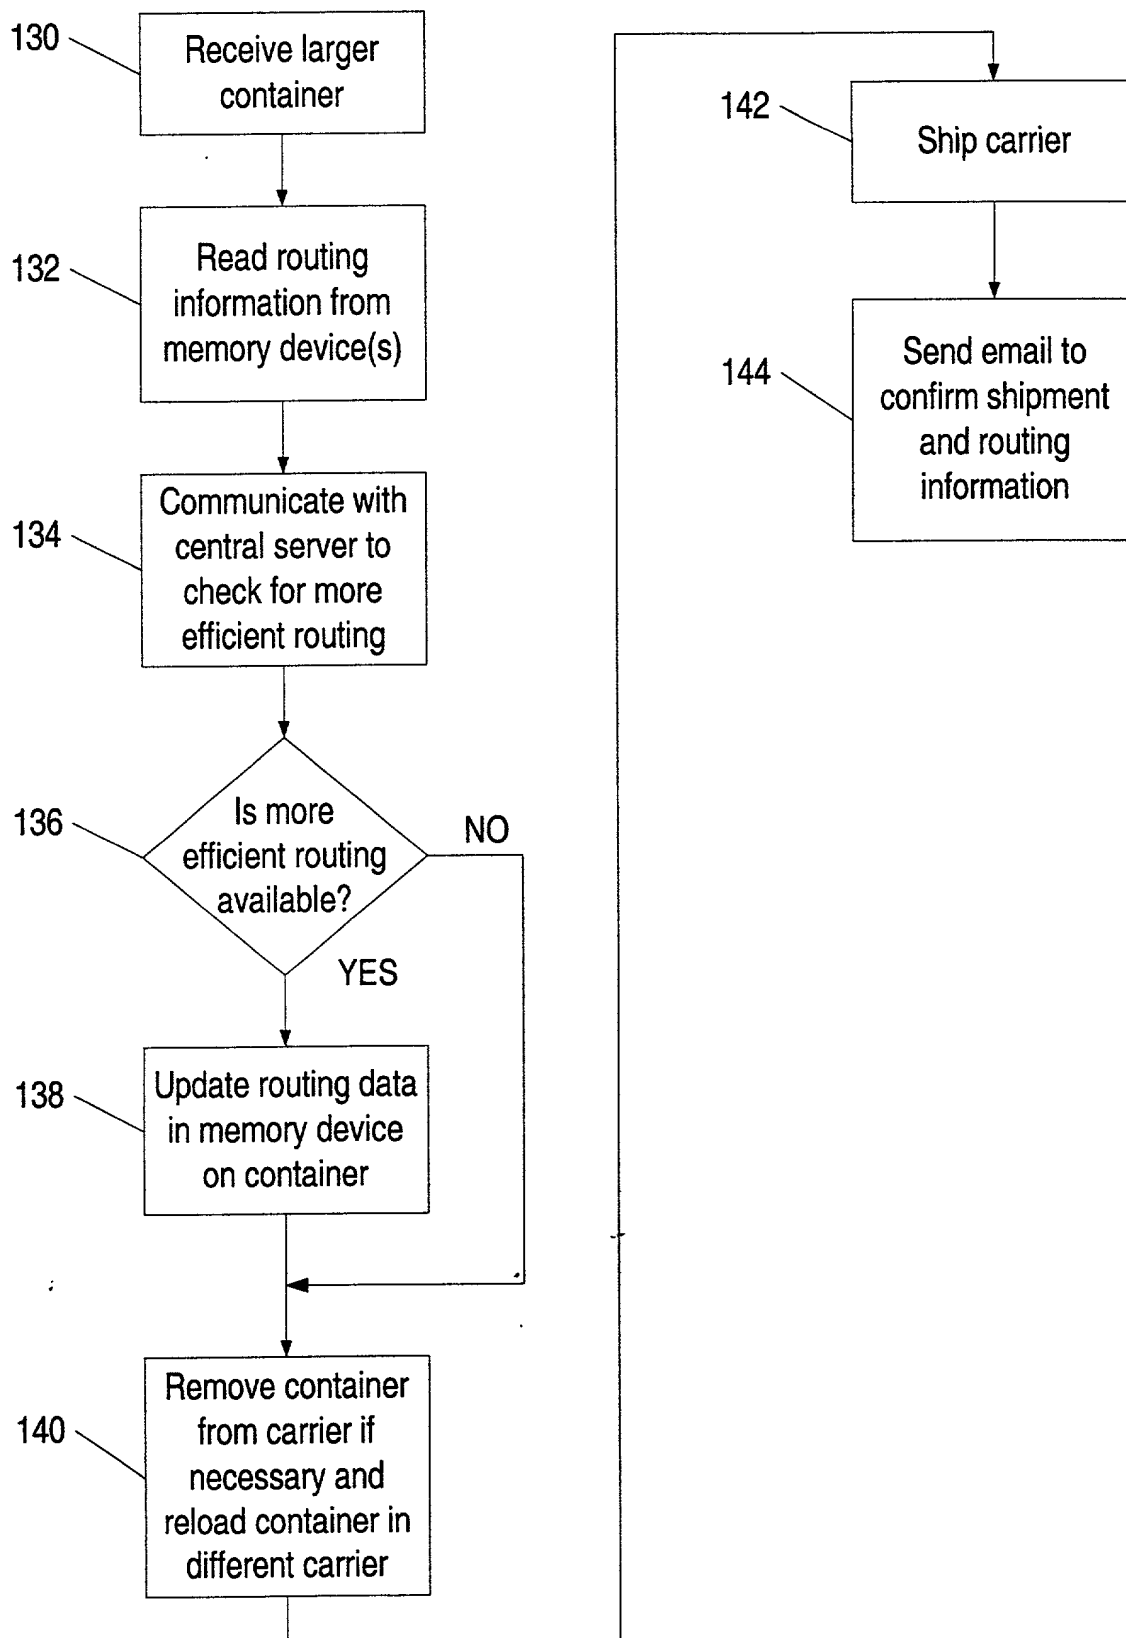 130
Receive larger
container
132
Read routing
information from
memory device(s)
134
Communicate with
central server to
check for more
efficient routing
136
Is more
efficient routing
available?
NO
YES
138
Update routing data
in memory device
on container
140
Remove container
from carrier if
necessary and
reload container in
different carrier
142
Ship carrier
144
Send email to
confirm shipment
and routing
information